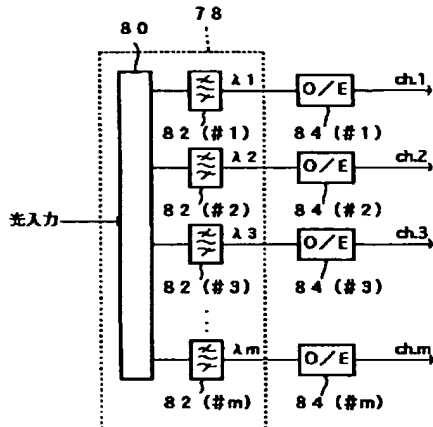 78
80
λ1 O/E ch.1
82 (#1) 84 (#1)
λ2 O/E ch.2
82 (#2) 84 (#2)
光入力
λ3 O/E ch.3
82 (#3) 84 (#3)
λm O/E ch.m
82 (#m) 84 (#m)